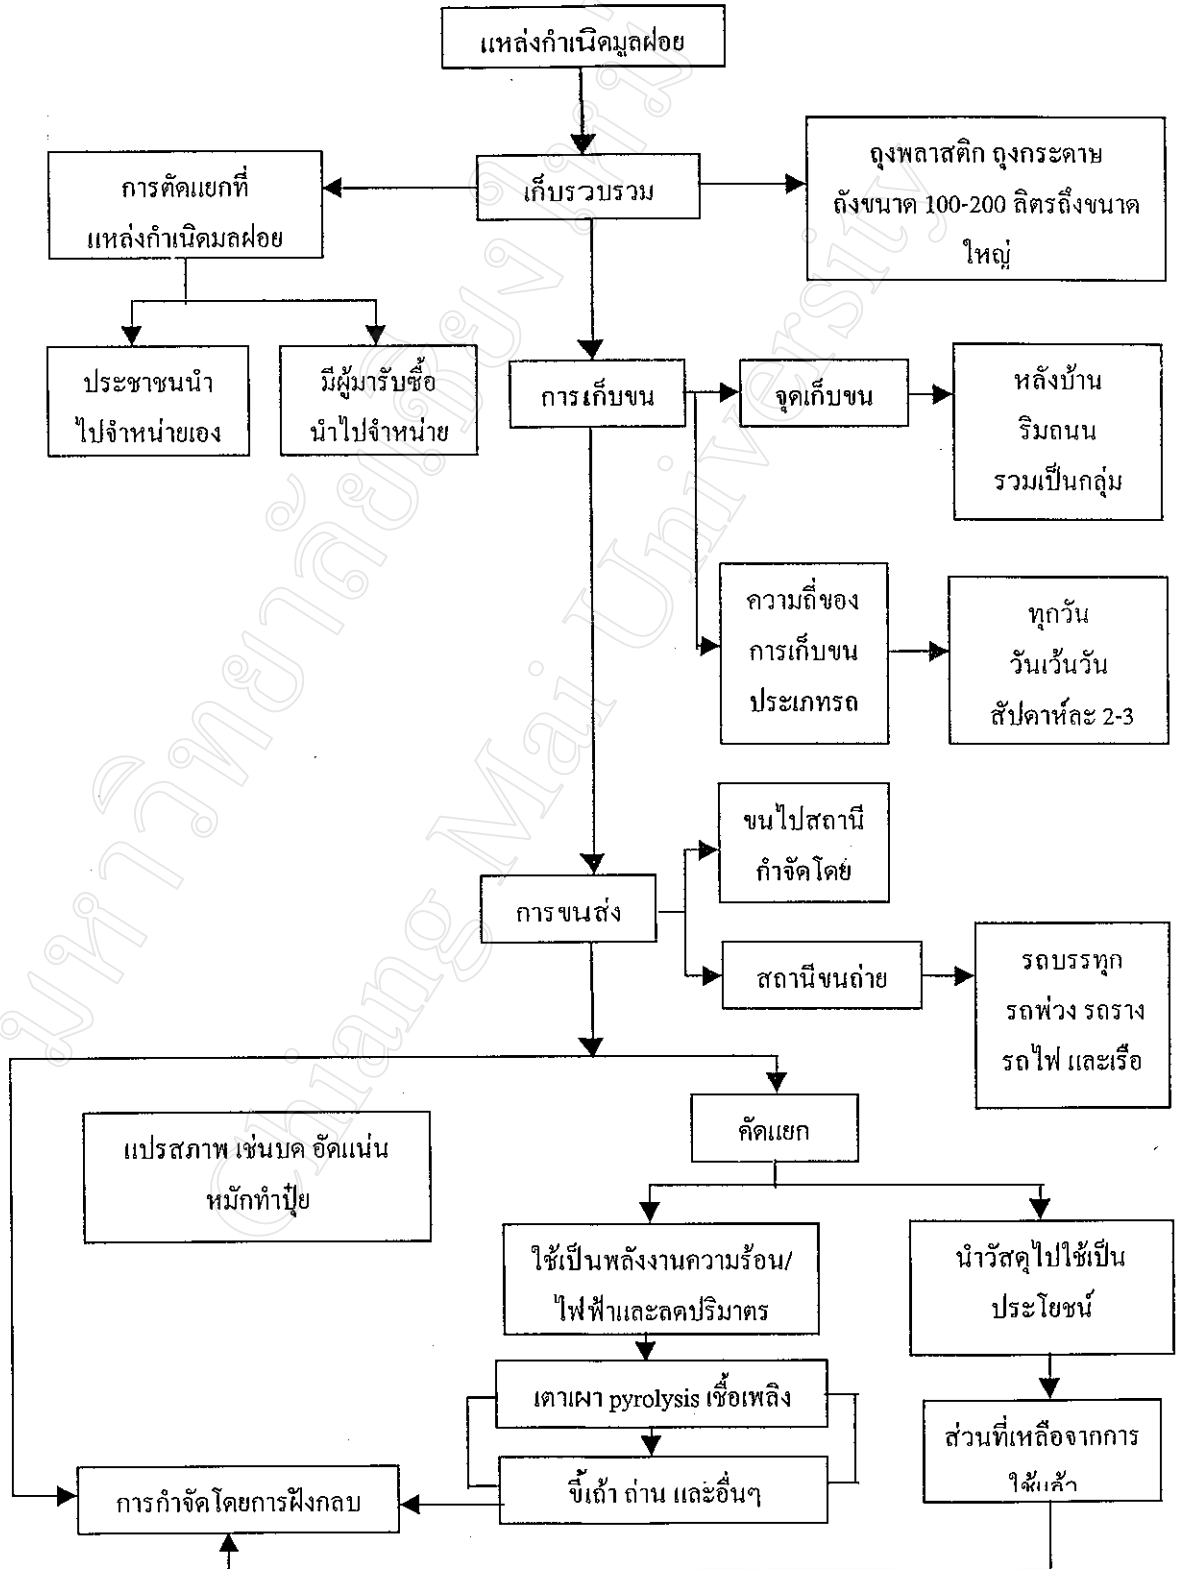 แหล่งกำเนิดมูลฝอย
เก็บรวบรวม
การตัดแยกที่
แหล่งกำเนิดมลฝอย
ถุงพลาสติก ถุงกระดาษ
ถังขนาด 100-200 ลิตรถึงขนาด
ใหญ่
ประชาชนนำ
ไปจำหน่ายเอง
มีผู้มารับซื้อ
นำไปจำหน่าย
การเก็บขน
จุดเก็บขน
หลังบ้าน
ริมถนน
รวมเป็นกลุ่ม
ความถี่ของ
การเก็บขน
ประเภทรถ
ทุกวัน
วันเว้นวัน
สัปดาห์ละ 2-3
ขนไปสถานี
กำจัดโดย
การขนส่ง
สถานีขนถ่าย
รถบรรทุก
รถพ่วง รถราง
รถไฟ และเรือ
คัดแยก
แปรสภาพ เช่นบด อัดแน่น
หมักทำปุ๋ย
ใช้เป็นพลังงานความร้อน/
ไฟฟ้าและลดปริมาตร
นำวัสดุไปใช้เป็น
ประโยชน์
เตาเผา pyrolysis เชื้อเพลิง
ส่วนที่เหลือจากการ
ใช้แล้ว
ขี้เถ้า ถ่าน และอื่นๆ
การกำจัดโดยการฝังกลบ
มหาวิทยาลัยเชียงใหม่
Chiang Mai University